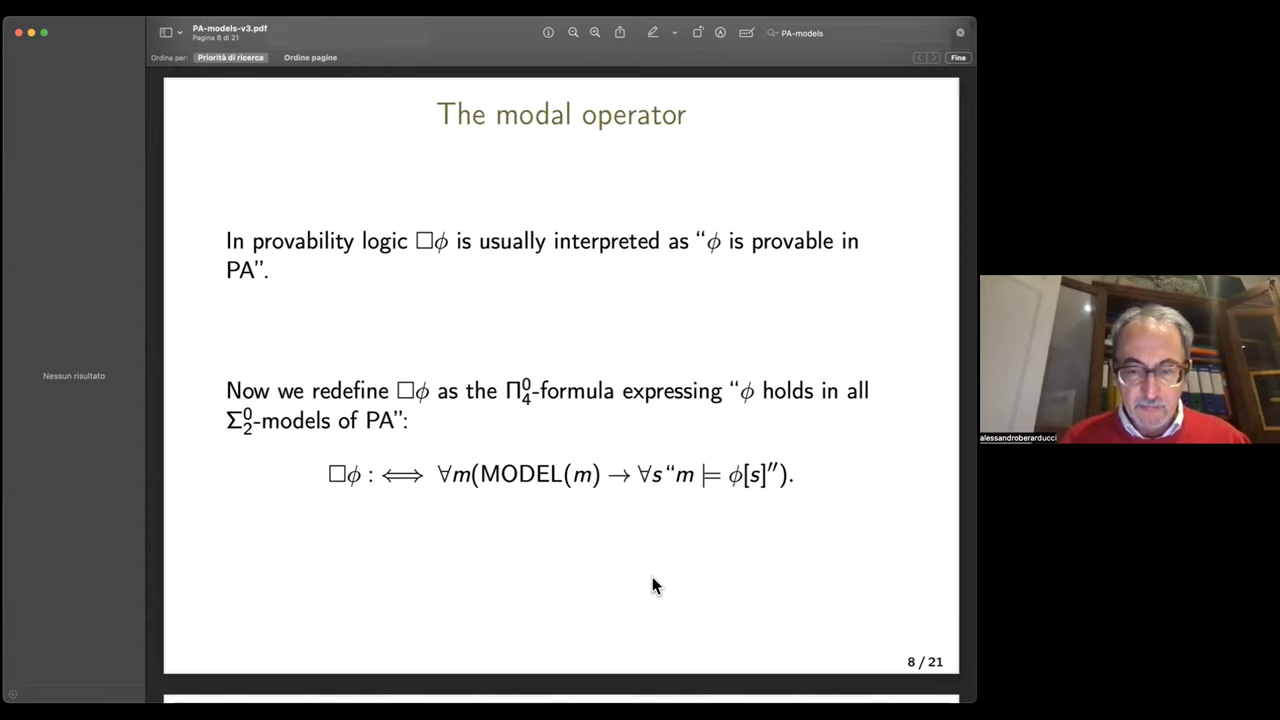 PA-models-v3.pdf
Pagina 8 di 21
PA-models
Ordina per: Priorità di ricerca Ordine pagine
Fine
The modal operator
In provability logic □ϕ is usually interpreted as “ϕ is provable in
PA”.
Nessun risultato
Now we redefine □ϕ as the Π⁰₄-formula expressing “ϕ holds in all
Σ⁰₂-models of PA”:
□ϕ : ⟺ ∀m(MODEL(m) → ∀s “m ⊨ ϕ[s]″).
alessandroberarducci
8 / 21